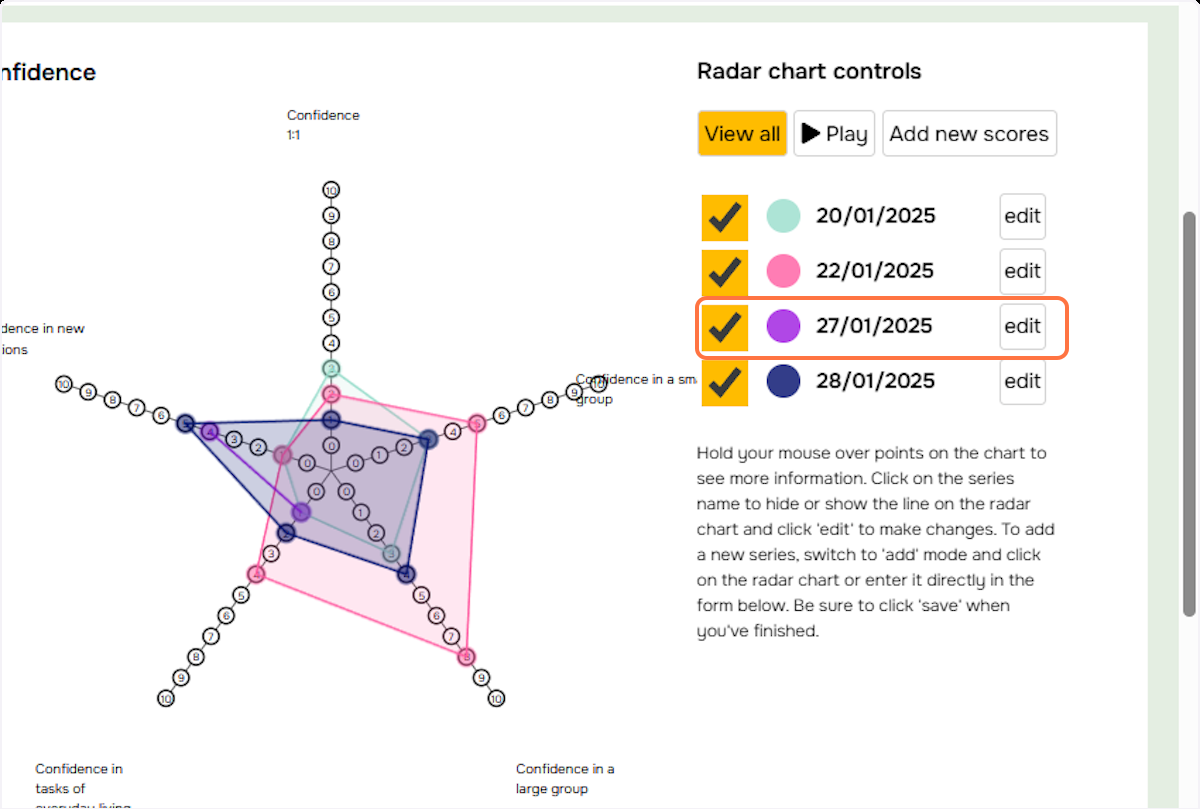 nfidence
Radar chart controls
Confidence
1:1
View all
Play
Add new scores
20/01/2025
edit
22/01/2025
edit
27/01/2025
edit
28/01/2025
edit
dence in new
ions
Confidence in a sm
group
10
9
8
7
6
5
4
3
2
1
0
10
9
8
7
6
5
4
3
2
1
0
0
1
2
3
4
5
6
7
8
9
10
0
1
2
3
4
5
6
7
8
9
10
0
2
3
4
5
6
7
8
9
10
Hold your mouse over points on the chart to
see more information. Click on the series
name to hide or show the line on the radar
chart and click 'edit' to make changes. To add
a new series, switch to 'add' mode and click
on the radar chart or enter it directly in the
form below. Be sure to click 'save' when
you've finished.
Confidence in
tasks of
everyday living
Confidence in a
large group